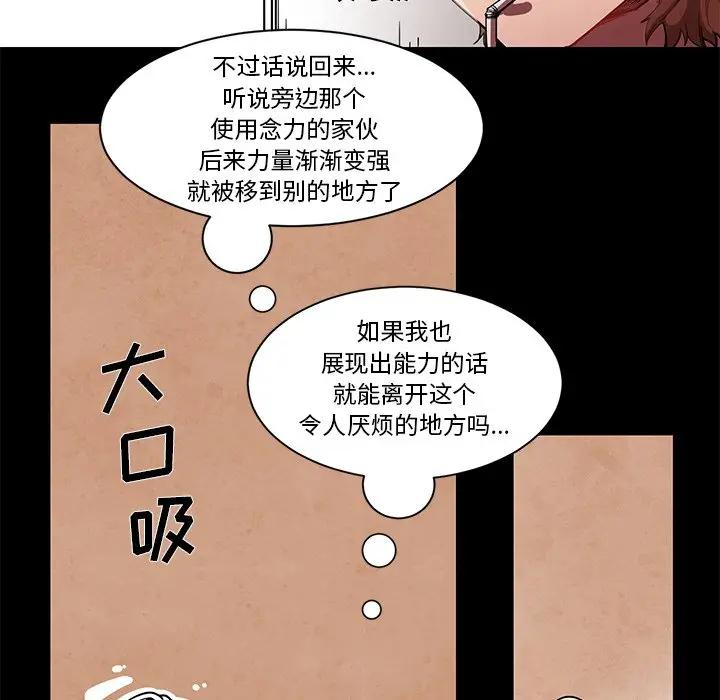 不过话说回来...
听说旁边那个
使用念力的家伙
后来力量渐渐变强
就被移到别的地方了
如果我也
展现出能力的话
就能离开这个
令人厌烦的地方吗...
大
口
吸